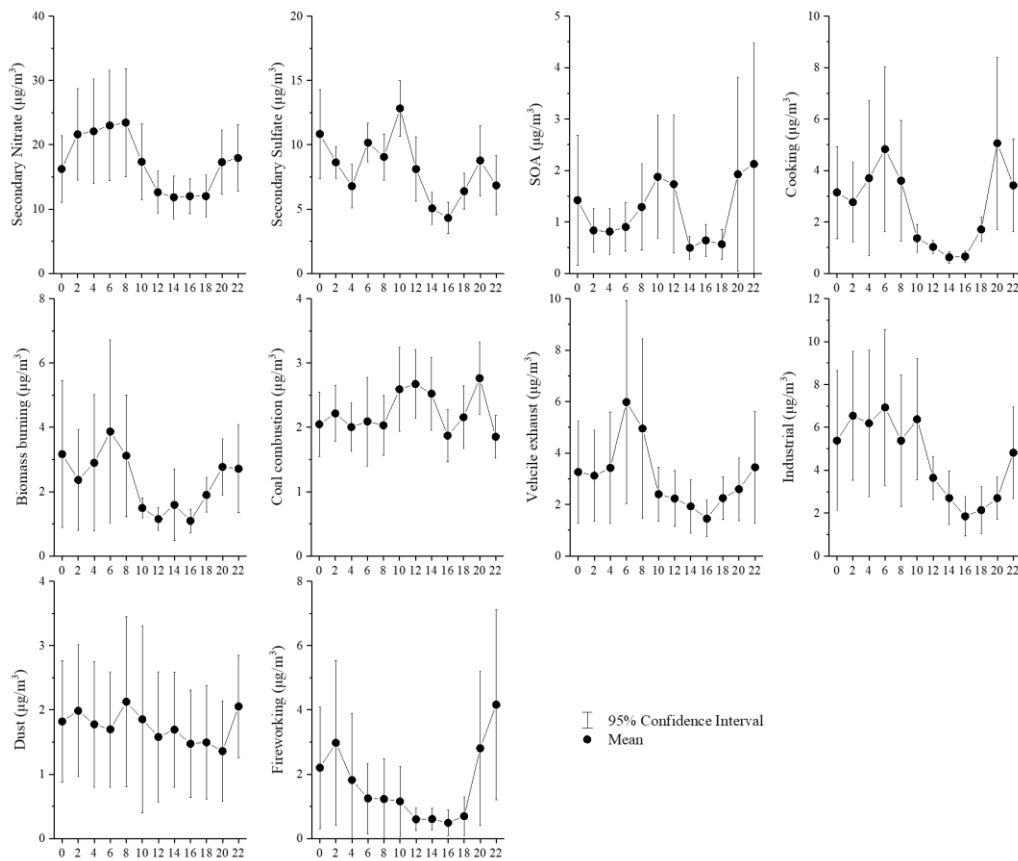 Secondary Nitrate (μg/m³)
40
30
20
10
0
0 2 4 6 8 10 12 14 16 18 20 22
Secondary Sulfate (μg/m³)
20
15
10
5
0
0 2 4 6 8 10 12 14 16 18 20 22
SOA (μg/m³)
5
4
3
2
1
0
0 2 4 6 8 10 12 14 16 18 20 22
Cooking (μg/m³)
10
8
6
4
2
0
0 2 4 6 8 10 12 14 16 18 20 22
Biomass burning (μg/m³)
8
6
4
2
0
0 2 4 6 8 10 12 14 16 18 20 22
Coal combustion (μg/m³)
4
3
2
1
0
0 2 4 6 8 10 12 14 16 18 20 22
Vehcile exhaust (μg/m³)
10
8
6
4
2
0
0 2 4 6 8 10 12 14 16 18 20 22
Industrial (μg/m³)
12
10
8
6
4
2
0
0 2 4 6 8 10 12 14 16 18 20 22
Dust (μg/m³)
4
3
2
1
0
0 2 4 6 8 10 12 14 16 18 20 22
Fireworking (μg/m³)
8
6
4
2
0
0 2 4 6 8 10 12 14 16 18 20 22
95% Confidence Interval
Mean